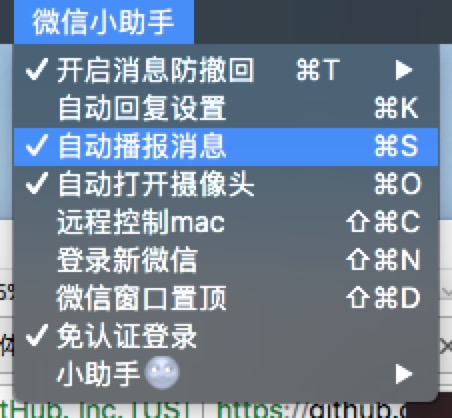 微信小助手
✓ 开启消息防撤回 ⌘T ▶
自动回复设置 ⌘K
✓ 自动播报消息 ⌘S
✓ 自动打开摄像头 ⌘O
远程控制mac ⇧⌘C
登录新微信 ⇧⌘N
微信窗口置顶 ⇧⌘D
✓ 免认证登录
小助手🌚 ▶
tHub, Inc. [US] https://github.c